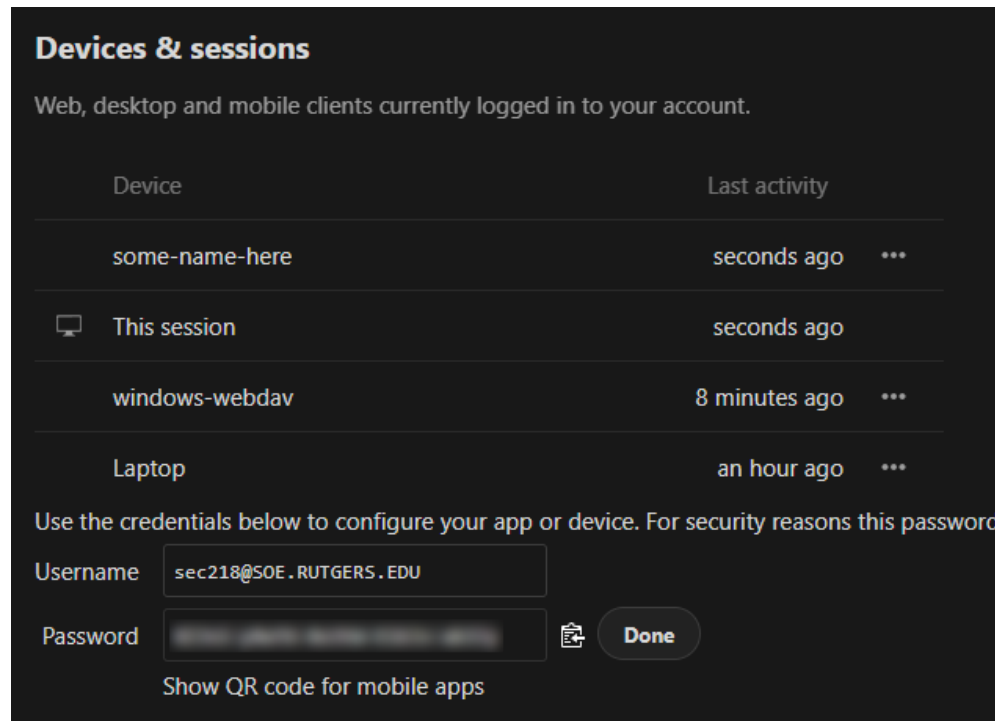 Devices & sessions
Web, desktop and mobile clients currently logged in to your account.
Device Last activity
some-name-here seconds ago •••
This session seconds ago
windows-webdav 8 minutes ago •••
Laptop an hour ago •••
Use the credentials below to configure your app or device. For security reasons this password
Username sec218@SOE.RUTGERS.EDU
Password Done
Show QR code for mobile apps